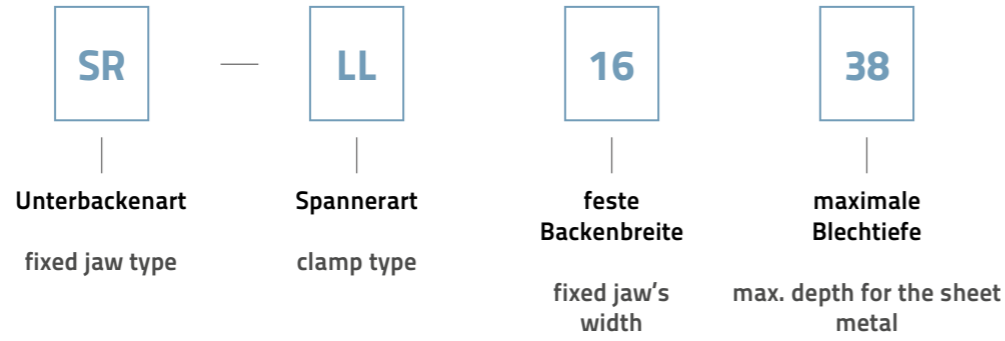 SR — LL 16 38
Unterbackenart
fixed jaw type
Spannerart
clamp type
feste
Backenbreite
fixed jaw's
width
maximale
Blechtiefe
max. depth for the sheet
metal